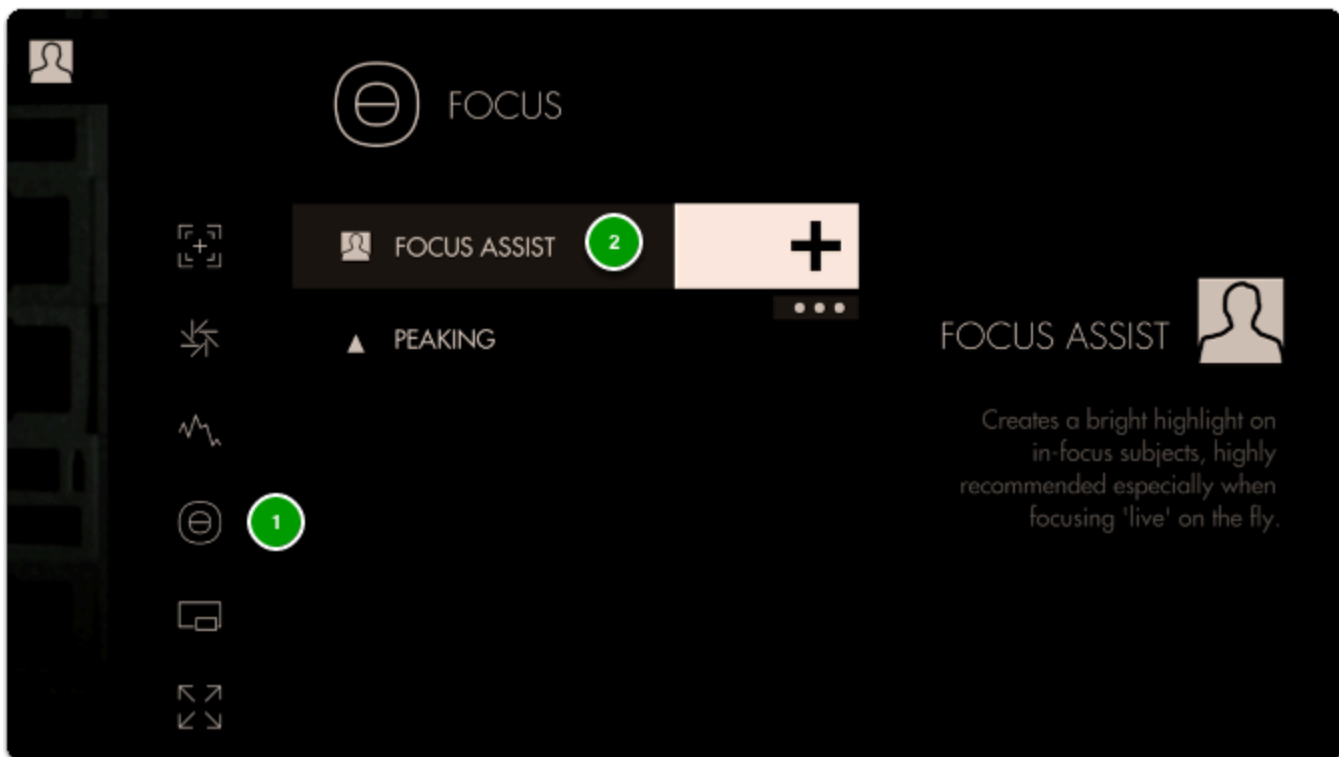 FOCUS
FOCUS ASSIST
2
PEAKING
FOCUS ASSIST
Creates a bright highlight on
in-focus subjects, highly
recommended especially when
focusing 'live' on the fly.
1